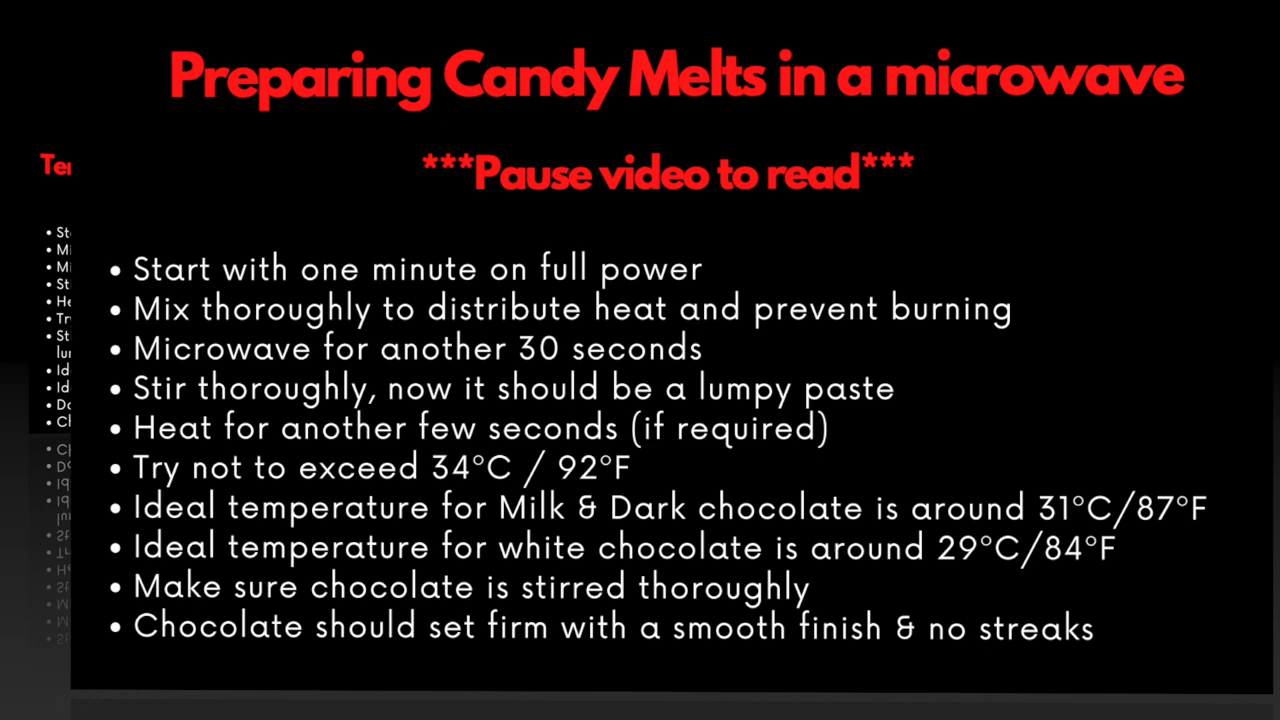 Preparing Candy Melts in a microwave
***Pause video to read***
• Start with one minute on full power
• Mix thoroughly to distribute heat and prevent burning
• Microwave for another 30 seconds
• Stir thoroughly, now it should be a lumpy paste
• Heat for another few seconds (if required)
• Try not to exceed 34°C / 92°F
• Ideal temperature for Milk & Dark chocolate is around 31°C/87°F
• Ideal temperature for white chocolate is around 29°C/84°F
• Make sure chocolate is stirred thoroughly
• Chocolate should set firm with a smooth finish & no streaks